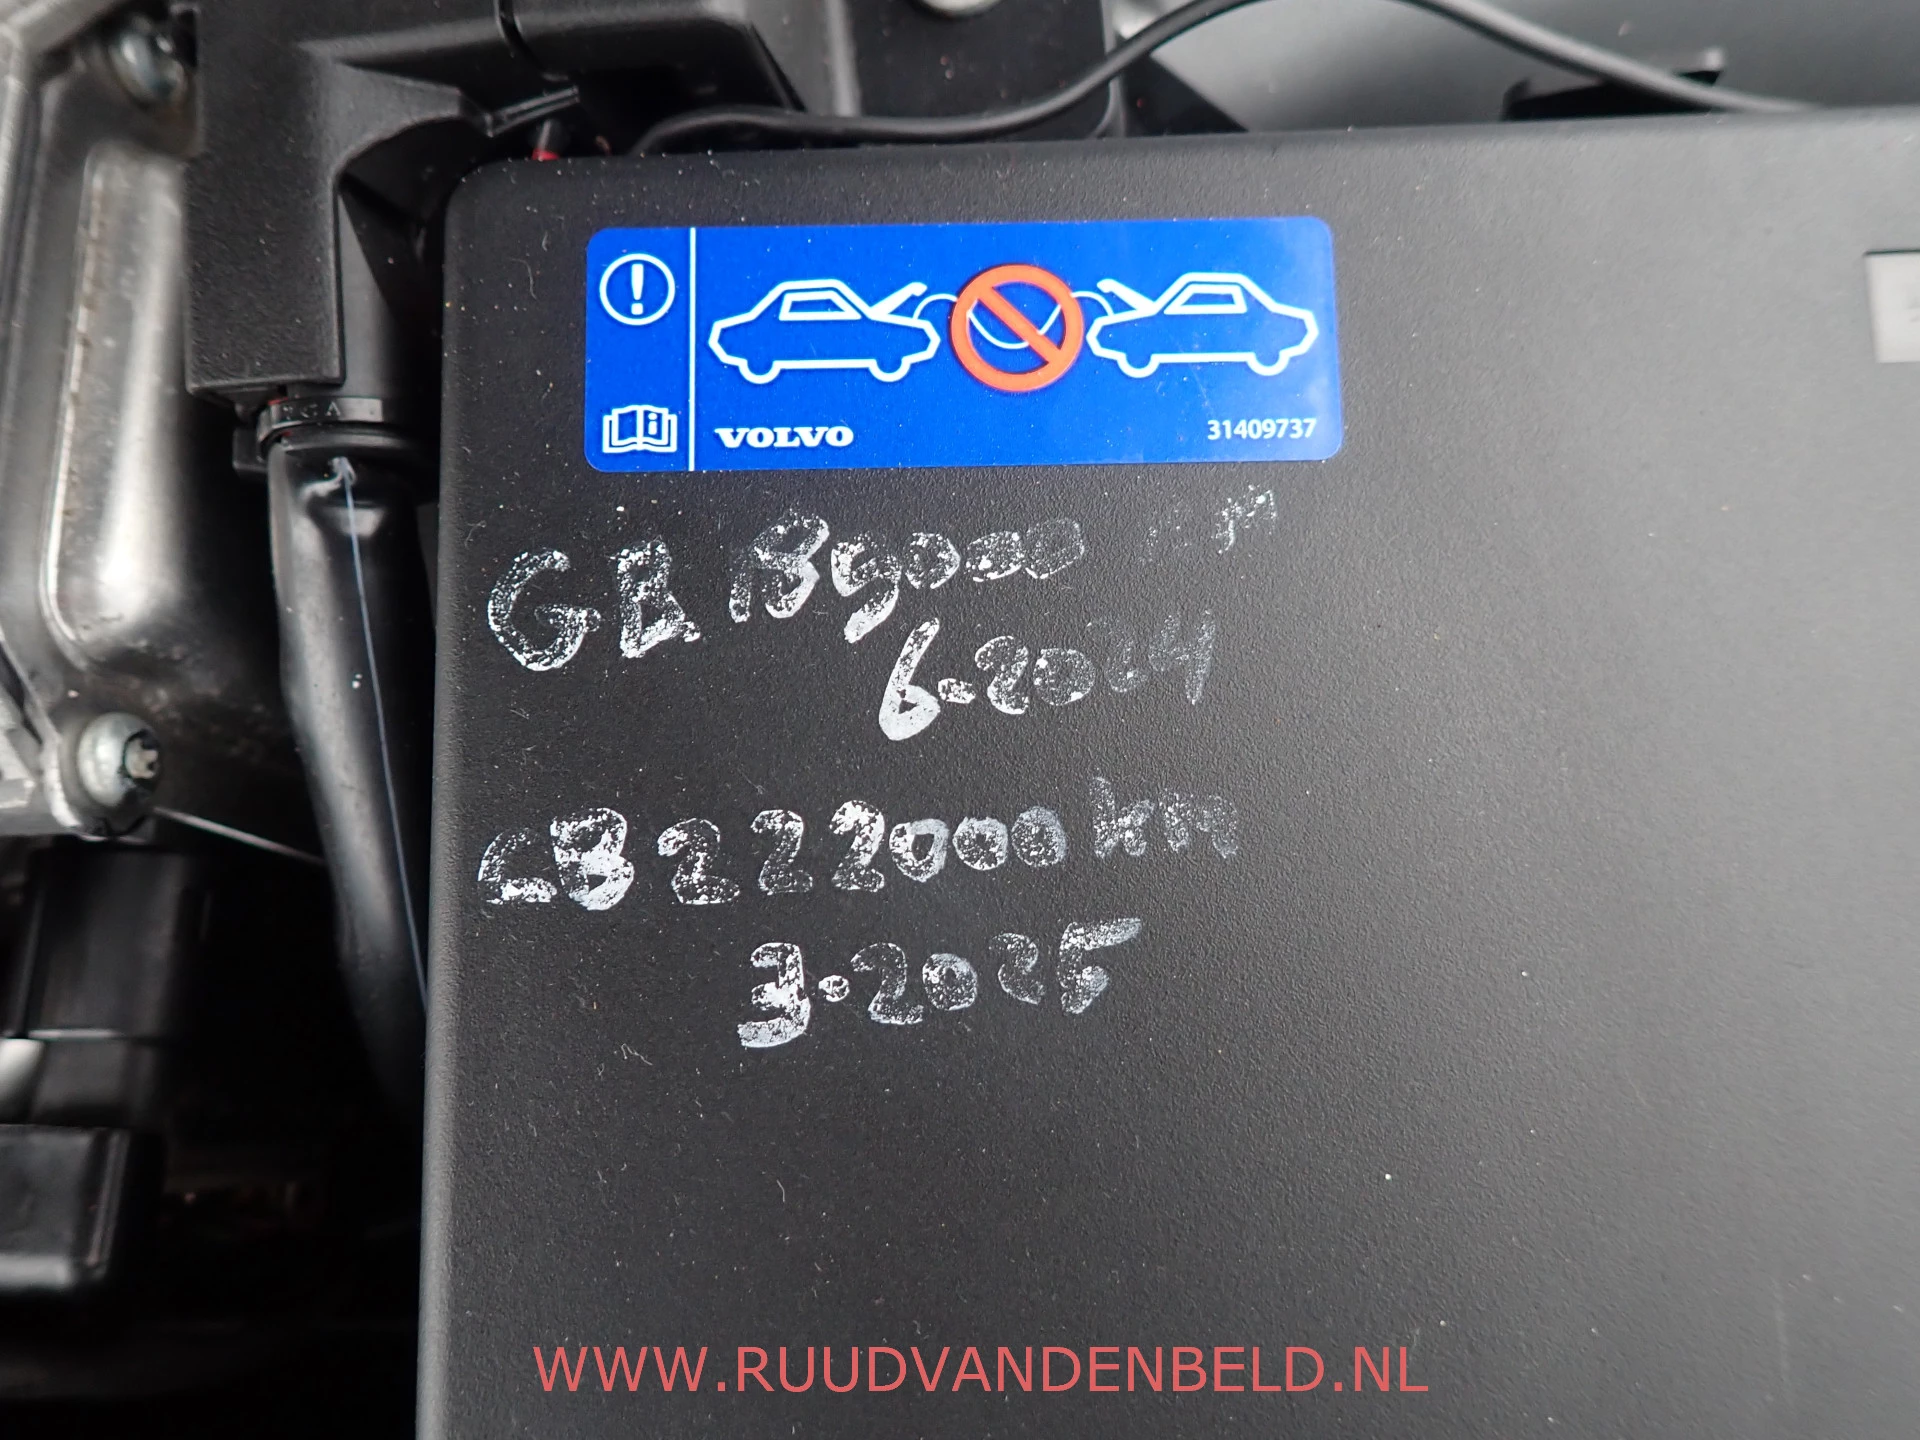 VOLVO 31409737
GB 189000 km
6.2024
GB 222000 km
3.2025
WWW.RUUDVANDENBELD.NL